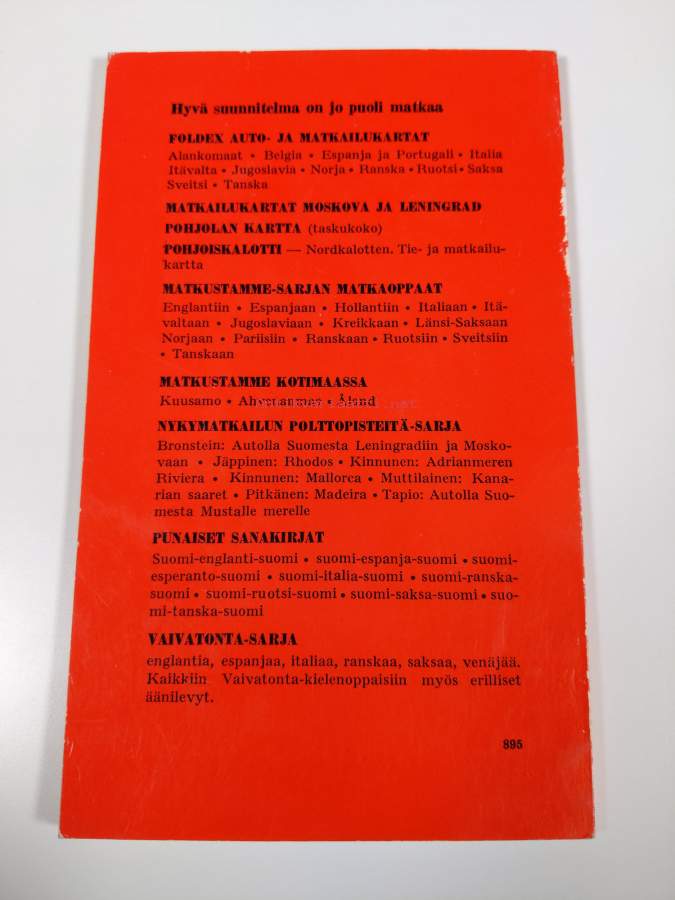 Hyvä suunnitelma on jo puoli matkaa
FOLDEX AUTO- JA MATKAILUKARTAT
Alankomaat • Belgia • Espanja ja Portugali • Italia
Itävalta • Jugoslavia • Norja • Ranska • Ruotsi • Saksa
Sveitsi • Tanska
MATKAILUKARTAT MOSKOVA JA LENINGRAD
POHJOLAN KARTTA (taskukoko)
POHJOISKALOTTI — Nordkalotten. Tie- ja matkailu-
kartta
MATKUSTAMME-SARJAN MATKAOPPAAT
Englantiin • Espanjaan • Hollantiin • Italiaan • Itä-
valtaan • Jugoslaviaan • Kreikkaan • Länsi-Saksaan
Norjaan • Pariisiin • Ranskaan • Ruotsiin • Sveitsiin
• Tanskaan
MATKUSTAMME KOTIMAASSA
Kuusamo • Ahvenanmaa • Åland
NYKYMATKAILUN POLTTOPISTEITÄ-SARJA
Bronstein: Autolla Suomesta Leningradiin ja Mosko-
vaan • Jäppinen: Rhodos • Kinnunen: Adrianmeren
Riviera • Kinnunen: Mallorca • Muttilainen: Kana-
rian saaret • Pitkänen: Madeira • Tapio: Autolla Suo-
mesta Mustalle merelle
PUNAISET SANAKIRJAT
Suomi-englanti-suomi • suomi-espanja-suomi • suomi-
esperanto-suomi • suomi-italia-suomi • suomi-ranska-
suomi • suomi-ruotsi-suomi • suomi-saksa-suomi • suo-
mi-tanska-suomi
VAIVATONTA-SARJA
englantia, espanjaa, italiaa, ranskaa, saksaa, venäjää.
Kaikkiin Vaivatonta-kielenoppaisiin myös erilliset
äänilevyt.
895